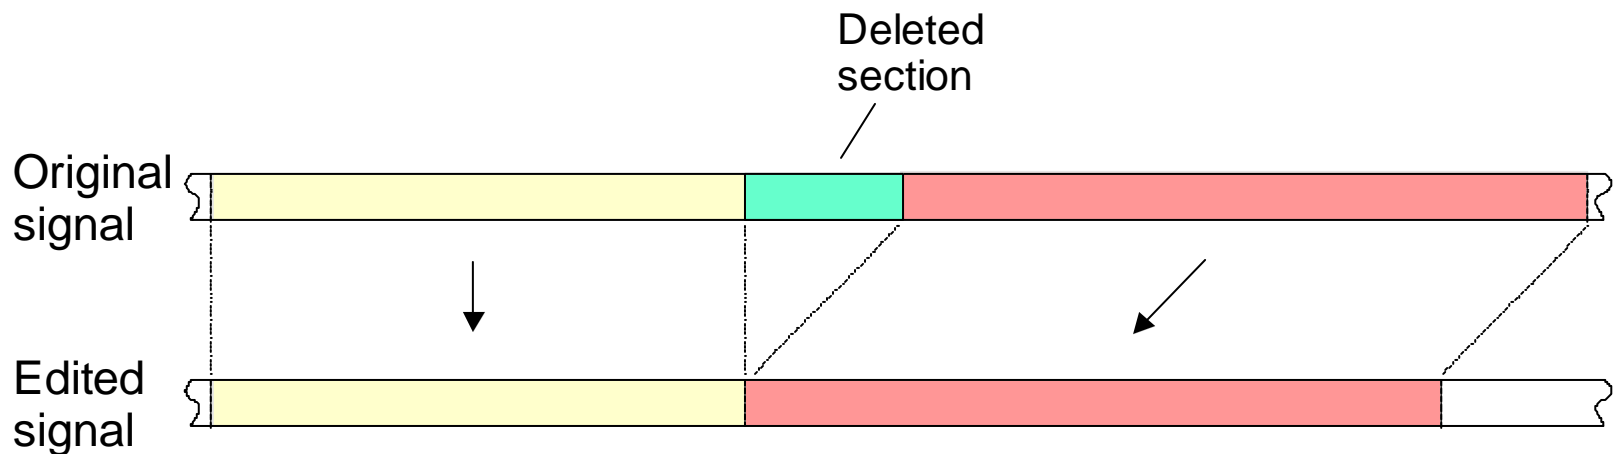 Deleted
section
Original
signal
Edited
signal